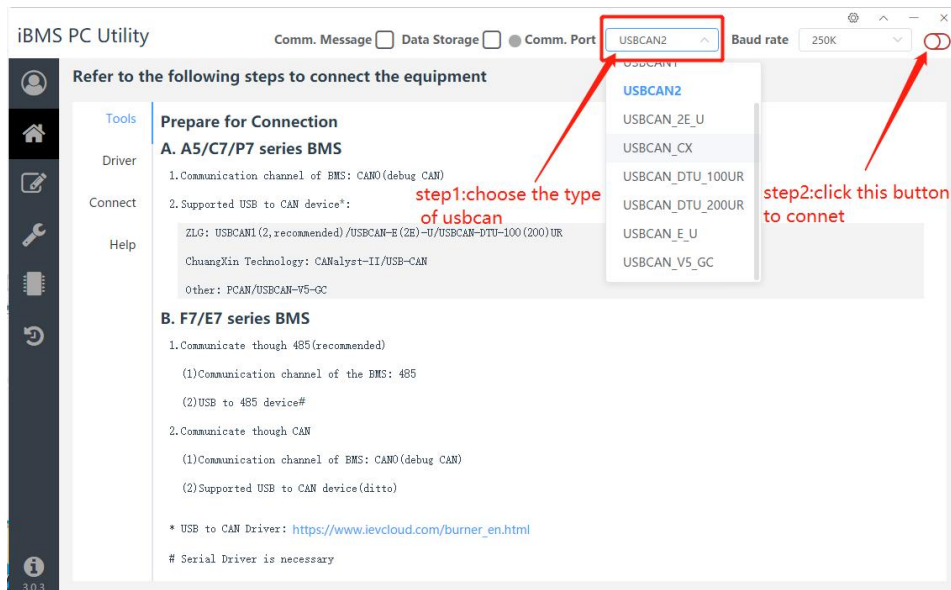 iBMS PC Utility
Comm. Message Data Storage Comm. Port USBCAN2 Baud rate 250K
Refer to the following steps to connect the equipment
USBCAN1
USBCAN2
USBCAN_2E_U
USBCAN_CX
USBCAN_DTU_100UR
USBCAN_DTU_200UR
USBCAN_E_U
USBCAN_V5_GC
step1:choose the type
of usbcan
step2:click this button
to connet
Tools
Driver
Connect
Help
Prepare for Connection
A. A5/C7/P7 series BMS
1.Communication channel of BMS: CAN0(debug CAN)
2.Supported USB to CAN device*:
ZLG: USBCAN1(2,recommended)/USBCAN-E(2E)-U/USBCAN-DTU-100(200)UR
ChuangXin Technology: CANalyst-II/USB-CAN
Other: PCAN/USBCAN-V5-GC
B. F7/E7 series BMS
1.Communicate though 485(recommended)
(1)Communication channel of the BMS: 485
(2)USB to 485 device#
2.Communicate though CAN
(1)Communication channel of BMS: CAN0(debug CAN)
(2)Supported USB to CAN device(ditto)
* USB to CAN Driver: https://www.ievcloud.com/burner_en.html
# Serial Driver is necessary
3.0.3